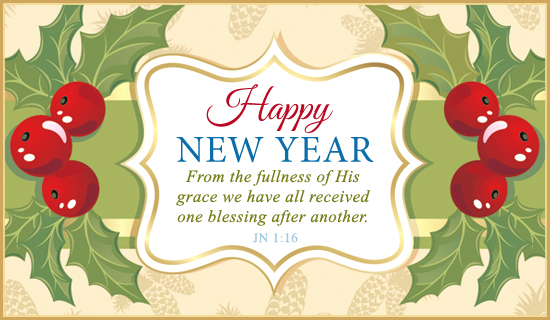 Happy
NEW YEAR
From the fullness of His
grace we have all received
one blessing after another.
JN 1:16